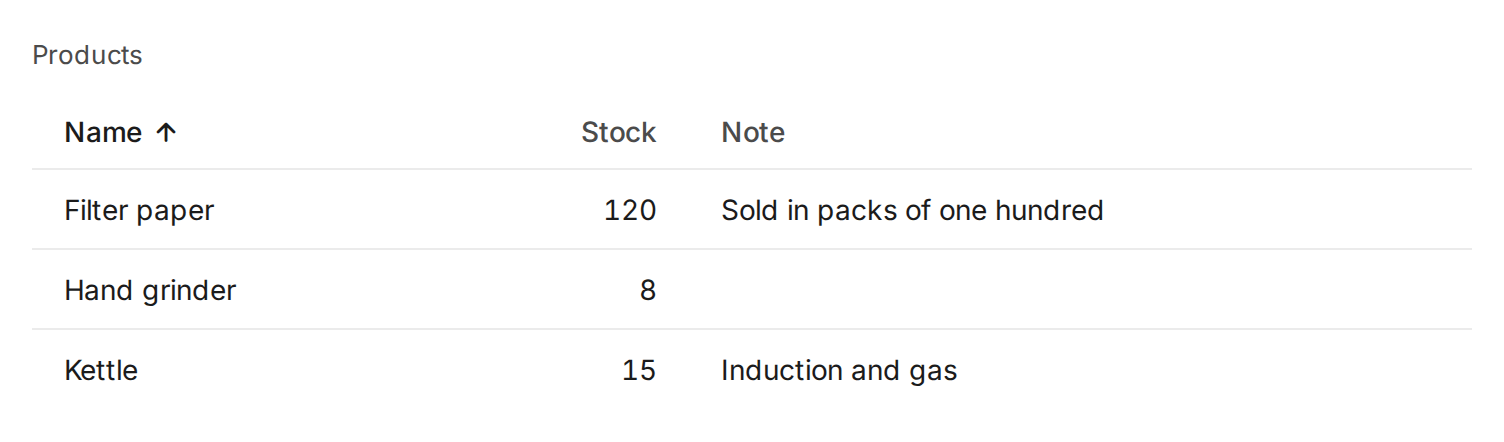 Products
Name ↑ Stock Note
Filter paper 120 Sold in packs of one hundred
Hand grinder 8
Kettle 15 Induction and gas